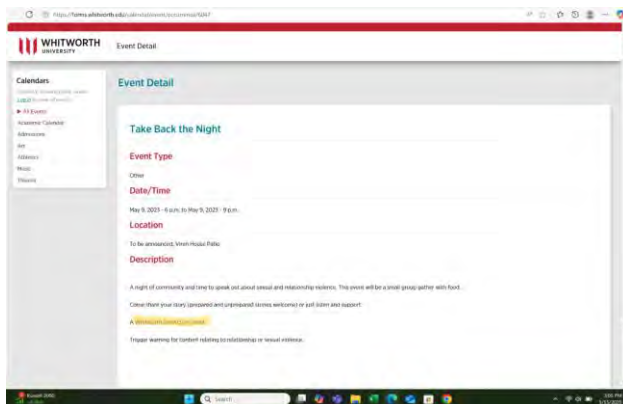 WHITWORTH
UNIVERSITY
Event Detail
Calendars
All Events
Academic Calendar
Admissions
Art
Athletics
Music
Theatre
Event Detail
Take Back the Night
Event Type
Other
Date/Time
May 9, 2023 - 6 p.m. to May 9, 2023 - 9 p.m.
Location
To be announced, Patio
Description
A night of community and time to speak out about sexual and relationship violence. This event will be a small group gather with food.
Come share your story (prepared and unprepared stories welcome) or just listen and support.
A Whitworth
Trigger warning for content relating to relationship or sexual violence.
Search